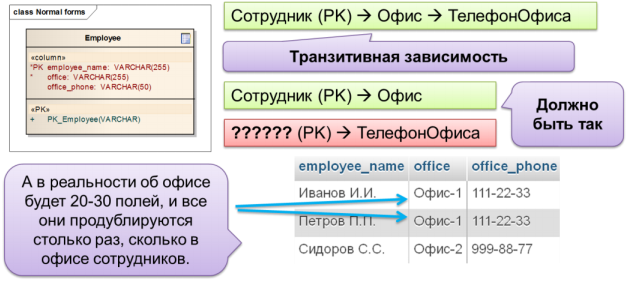 class Normal forms
Employee
«column»
*PK employee_name: VARCHAR(255)
* office: VARCHAR(255)
office_phone: VARCHAR(50)
«PK»
+ PK_Employee(VARCHAR)
Сотрудник (PK) → Офис → ТелефонОфиса
Транзитивная зависимость
Сотрудник (PK) → Офис
?????? (PK) → ТелефонОфиса
Должно
быть так
А в реальности об офисе
будет 20-30 полей, и все
они продублируются
столько раз, сколько в
офисе сотрудников.
employee_name office office_phone
Иванов И.И. Офис-1 111-22-33
Петров П.П. Офис-1 111-22-33
Сидоров С.С. Офис-2 999-88-77